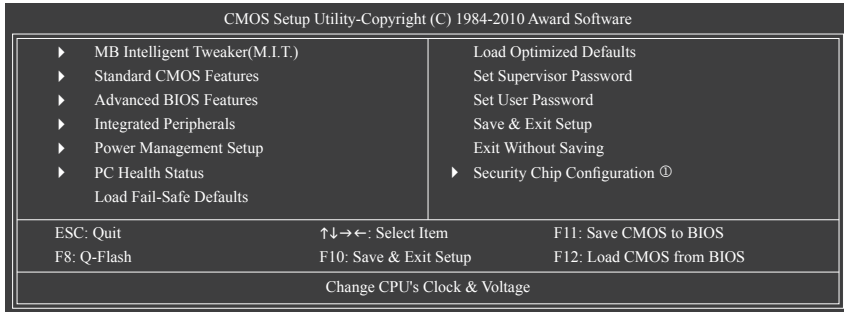 CMOS Setup Utility-Copyright (C) 1984-2010 Award Software
MB Intelligent Tweaker(M.I.T.)
Standard CMOS Features
Advanced BIOS Features
Integrated Peripherals
Power Management Setup
PC Health Status
Load Fail-Safe Defaults
Load Optimized Defaults
Set Supervisor Password
Set User Password
Save & Exit Setup
Exit Without Saving
Security Chip Configuration ①
ESC: Quit ↑↓→←: Select Item F11: Save CMOS to BIOS
F8: Q-Flash F10: Save & Exit Setup F12: Load CMOS from BIOS
Change CPU's Clock & Voltage